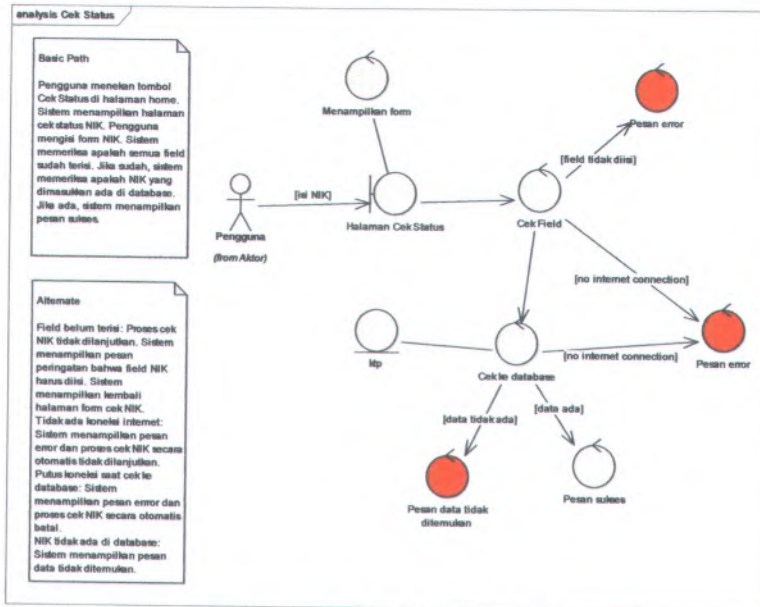 analysis Cek Status
Basic Path
Pengguna menekan tombol
Cek Status di halaman home.
Sistem menampilkan halaman
cek status NIK. Pengguna
mengisi form NIK. Sistem
memeriksa apakah semua field
sudah terisi. Jika sudah, sistem
memeriksa apakah NIK yang
dimasukkan ada di database.
Jika ada, sistem menampilkan
pesan sukses.
Alternate
Field belum terisi: Proses cek
NIK tidak dilanjutkan. Sistem
menampilkan pesan
peringatan bahwa field NIK
harus diisi. Sistem
menampilkan kembali
halaman form cek NIK.
Tidak ada koneksi internet:
Sistem menampilkan pesan
error dan proses cek NIK secara
otomatis tidak dilanjutkan.
Putus koneksi saat cek ke
database: Sistem
menampilkan pesan error dan
proses cek NIK secara otomatis
batal.
NIK tidak ada di database:
Sistem menampilkan pesan
data tidak ditemukan.
Menampilkan form
Pesan error
[field tidak diisi]
[isi NIK]
Pengguna
(from Aktor)
Halaman Cek Status
Cek Field
[no internet connection]
ktp
Cek ke database
[no internet connection]
Pesan error
[data tidak ada]
[data ada]
Pesan data tidak
ditemukan
Pesan sukses